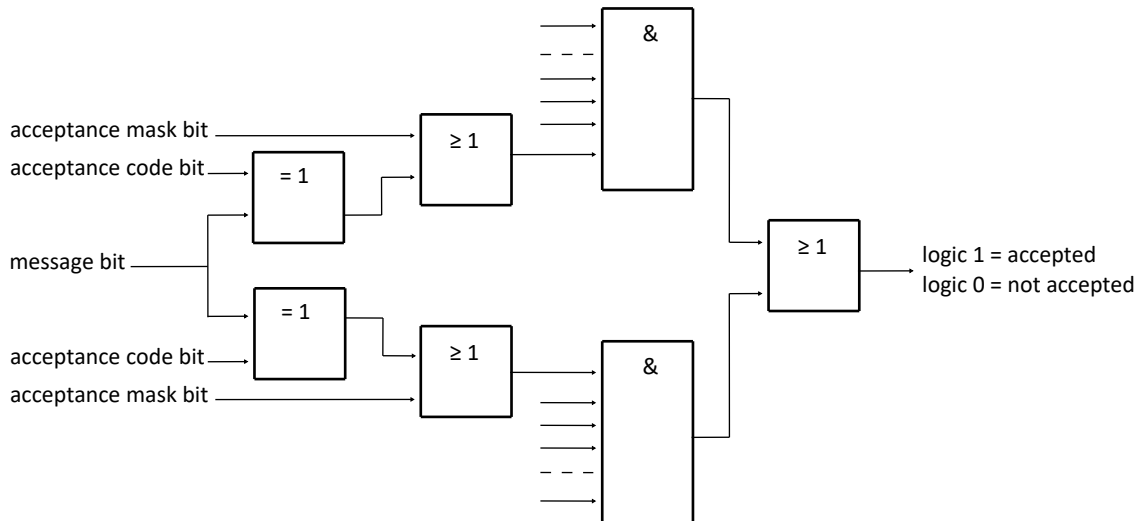 &
acceptance mask bit
≥ 1
acceptance code bit
= 1
message bit
≥ 1
logic 1 = accepted
logic 0 = not accepted
= 1
≥ 1
acceptance code bit
&
acceptance mask bit